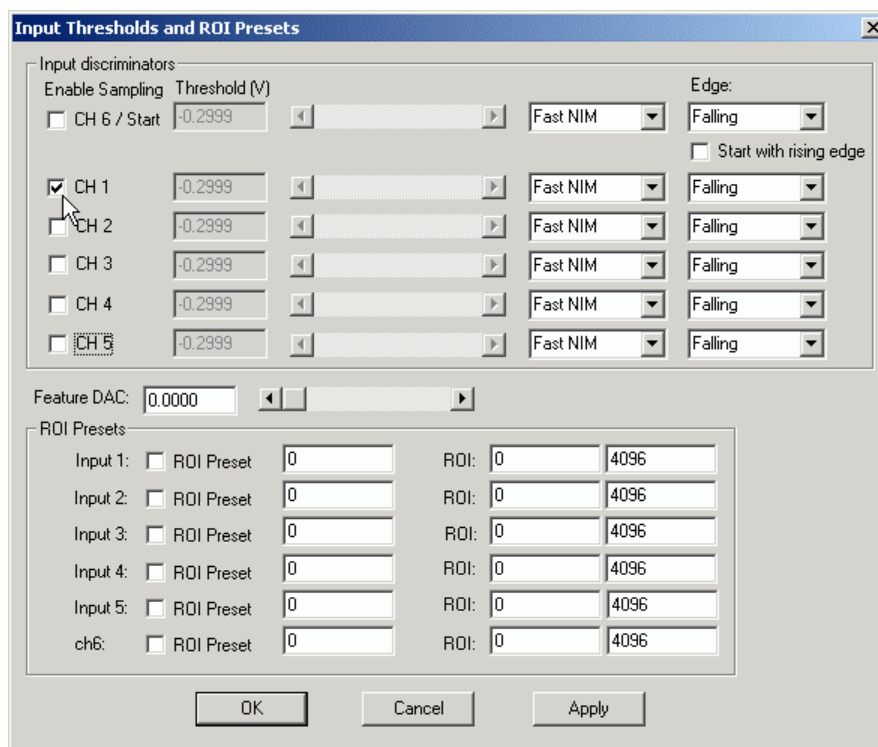 Input Thresholds and ROI Presets
Input discriminators
Enable Sampling Threshold (V) Edge:
CH 6 / Start -0.2999 Fast NIM Falling
Start with rising edge
CH 1 -0.2999 Fast NIM Falling
CH 2 -0.2999 Fast NIM Falling
CH 3 -0.2999 Fast NIM Falling
CH 4 -0.2999 Fast NIM Falling
CH 5 -0.2999 Fast NIM Falling
Feature DAC: 0.0000
ROI Presets
Input 1: ROI Preset 0 ROI: 0 4096
Input 2: ROI Preset 0 ROI: 0 4096
Input 3: ROI Preset 0 ROI: 0 4096
Input 4: ROI Preset 0 ROI: 0 4096
Input 5: ROI Preset 0 ROI: 0 4096
ch6: ROI Preset 0 ROI: 0 4096
OK Cancel Apply